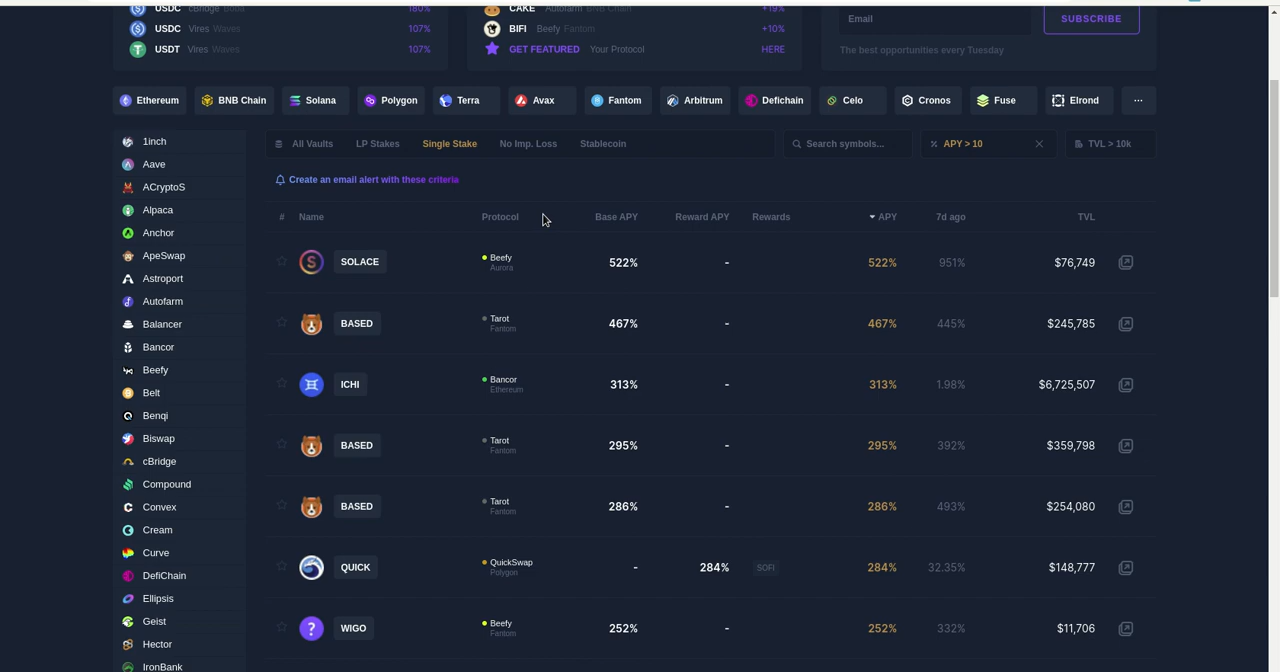 USDC cBridge Boba 180%
USDC Vires Waves 107%
USDT Vires Waves 107%
CAKE Autofarm BNB Chain +19%
BIFI Beefy Fantom +10%
GET FEATURED Your Protocol HERE
Email
SUBSCRIBE
The best opportunities every Tuesday
Ethereum BNB Chain Solana Polygon Terra Avax Fantom Arbitrum Defichain Celo Cronos Fuse Elrond ...
1inch
Aave
ACryptoS
Alpaca
Anchor
ApeSwap
Astroport
Autofarm
Balancer
Bancor
Beefy
Belt
Benqi
Biswap
cBridge
Compound
Convex
Cream
Curve
DefiChain
Ellipsis
Geist
Hector
IronBank
All Vaults LP Stakes Single Stake No Imp. Loss Stablecoin Search symbols... % APY > 10 TVL > 10k
Create an email alert with these criteria
# Name Protocol Base APY Reward APY Rewards APY 7d ago TVL
SOLACE Beefy 522% - 522% 951% $76,749
Aurora
BASED Tarot 467% - 467% 445% $245,785
Fantom
ICHI Bancor 313% - 313% 1.98% $6,725,507
Ethereum
BASED Tarot 295% - 295% 392% $359,798
Fantom
BASED Tarot 286% - 286% 493% $254,080
Fantom
QUICK QuickSwap - 284% SOFI 284% 32.35% $148,777
Polygon
WIGO Beefy 252% - 252% 332% $11,706
Fantom